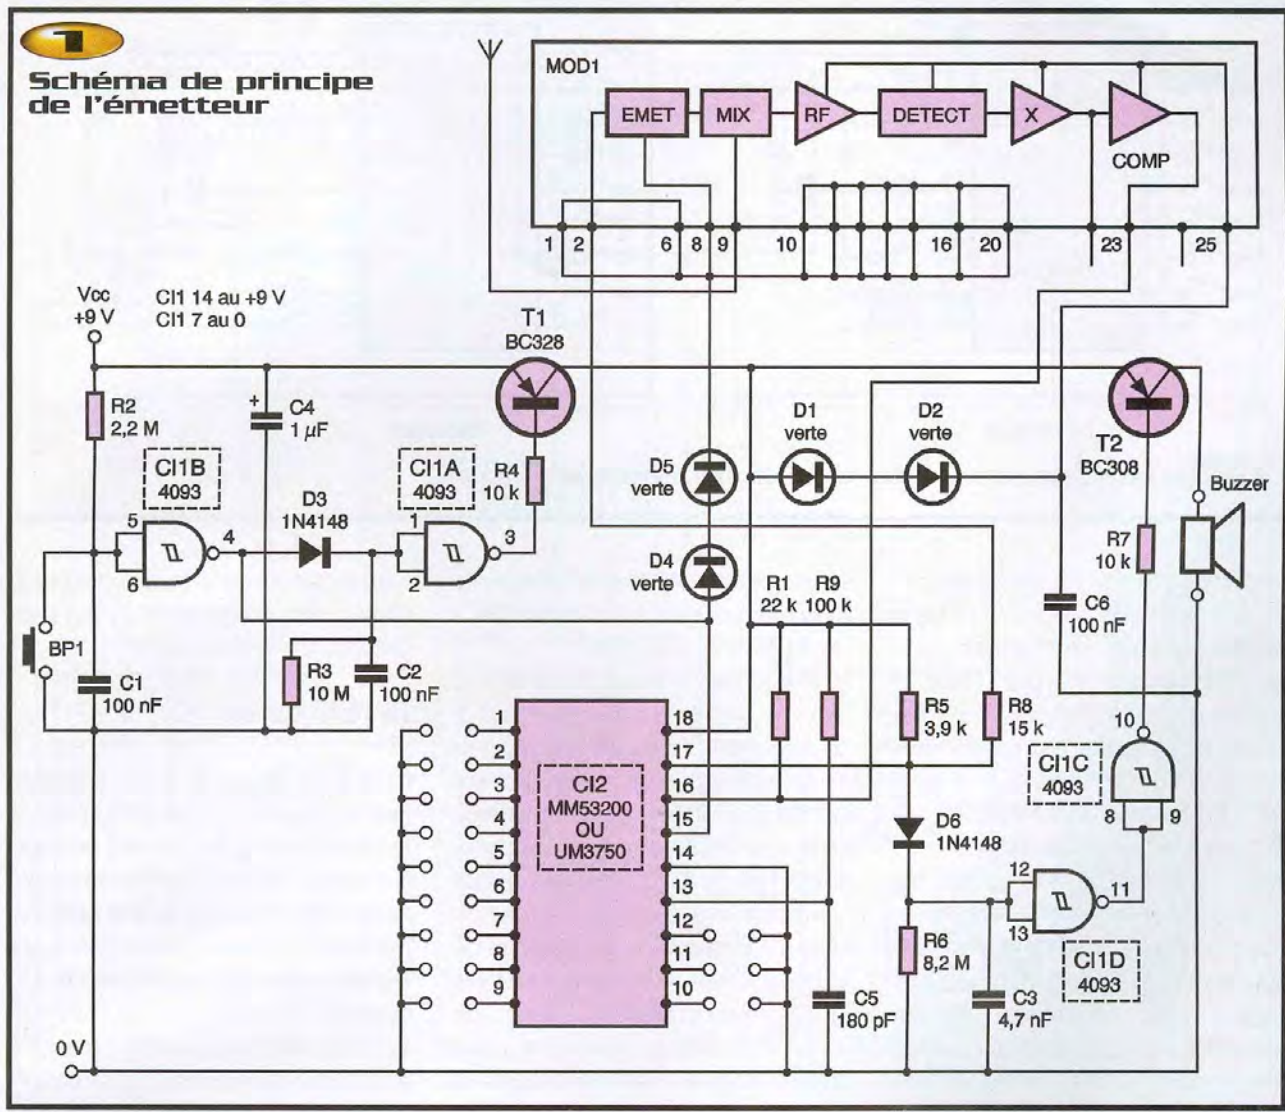 1
Schéma de principe
de l'émetteur
MOD1
EMET
MIX
RF
DETECT
X
COMP
1
2
6
8
9
10
16
20
23
25
Vcc
+9 V
CI1 14 au +9 V
CI1 7 au 0
T1
BC328
R2
2,2 M
+
C4
1 µF
CI1B
4093
CI1A
4093
R4
10 k
D3
1N4148
5
6
4
1
2
3
D5
verte
D4
verte
D1
verte
D2
verte
T2
BC308
Buzzer
R7
10 k
BP1
C1
100 nF
R3
10 M
C2
100 nF
R1
22 k
R9
100 k
C6
100 nF
R5
3,9 k
R8
15 k
10
CI1C
4093
8
9
1
2
3
4
5
6
7
8
9
CI2
MM53200
OU
UM3750
18
17
16
15
14
13
12
11
10
D6
1N4148
12
13
11
R6
8,2 M
CI1D
4093
C5
180 pF
C3
4,7 nF
0 V